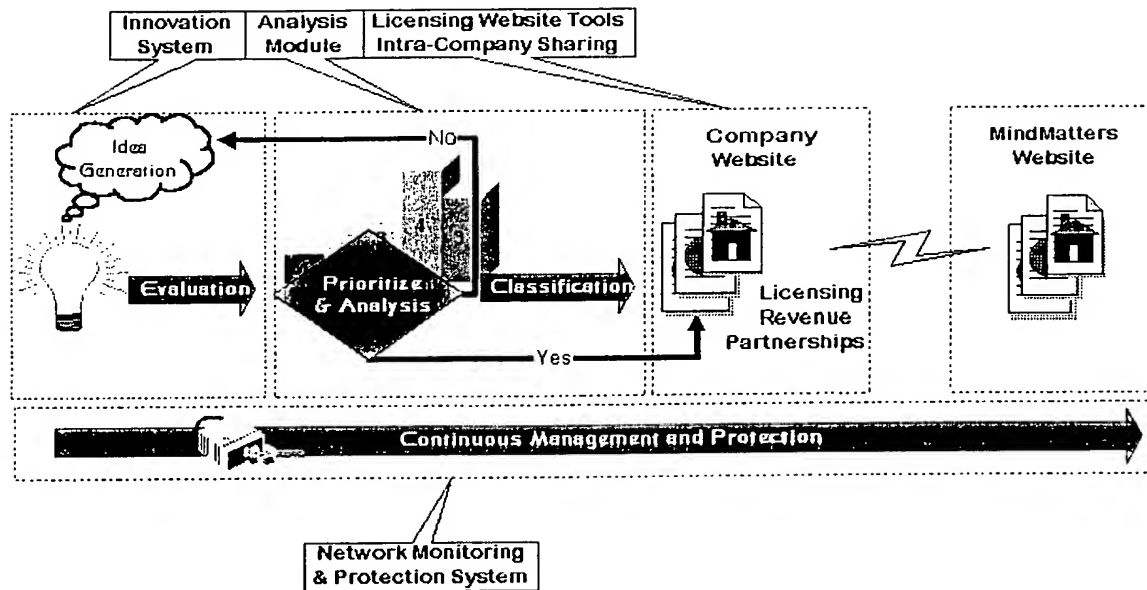 Innovation
System
Analysis
Module
Licensing Website Tools
Intra-Company Sharing
Idea
Generation
No
Company
Website
MindMatters
Website
Evaluation
Prioritize
& Analysis
Classification
Licensing
Revenue
Partnerships
Yes
Continuous Management and Protection
Network Monitoring
& Protection System